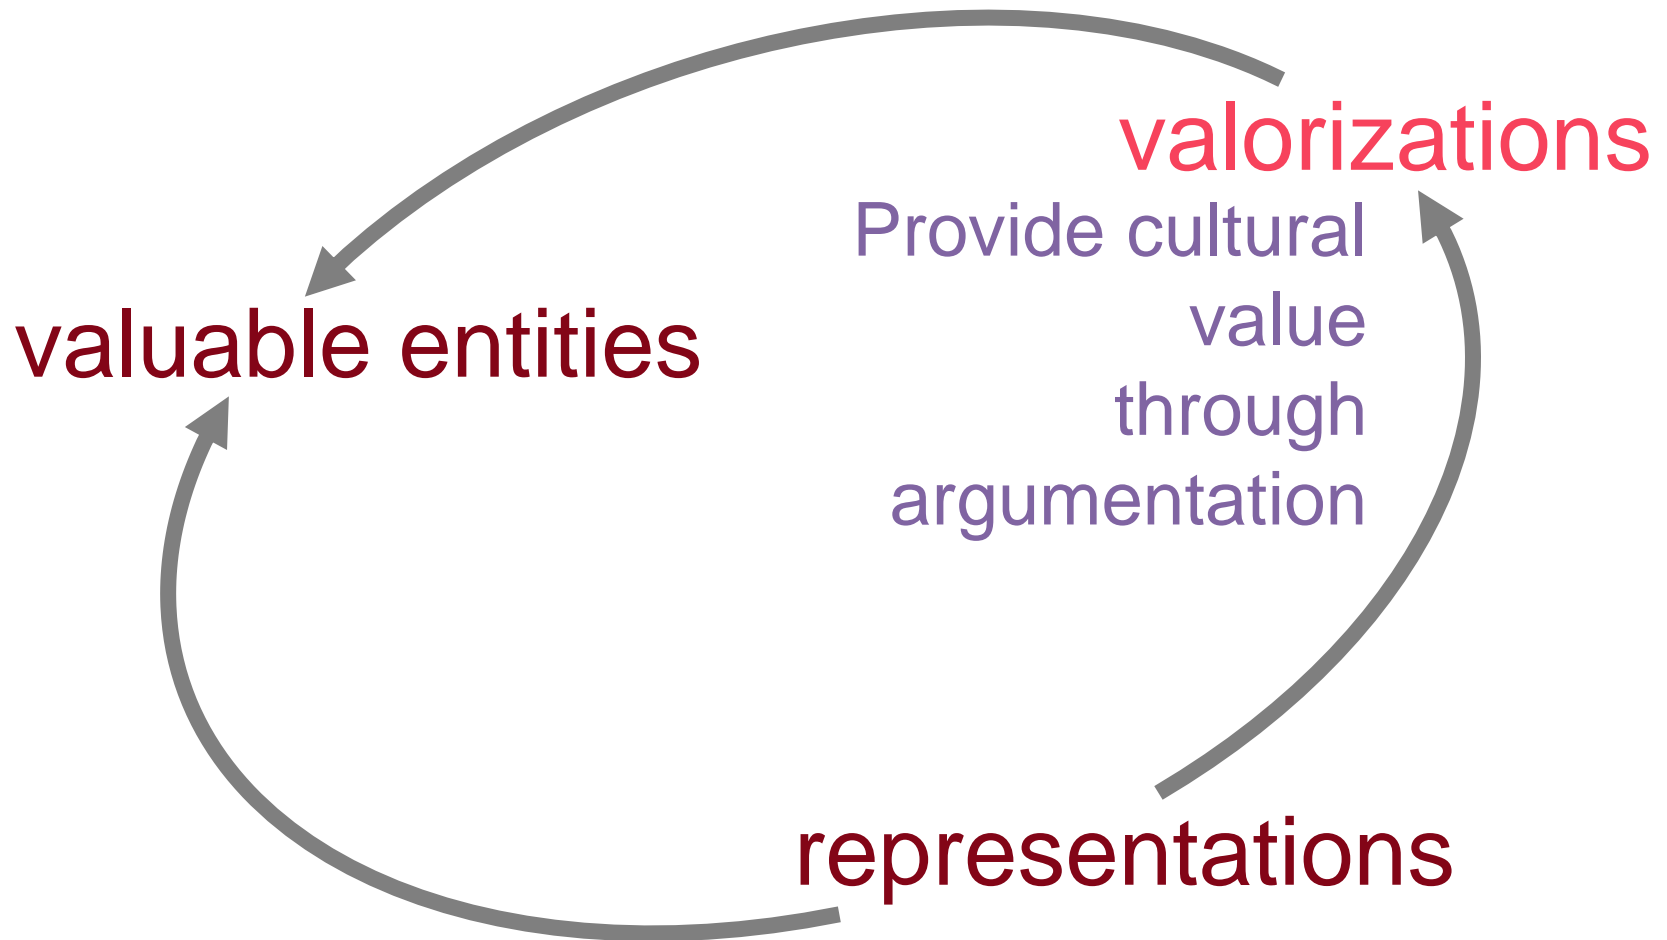 valorizations
Provide cultural
value
through
argumentation
valuable entities
representations